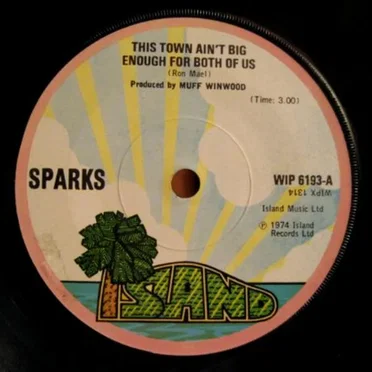 THIS TOWN AIN'T BIG
ENOUGH FOR BOTH OF US
(Ron Mael)
Produced by MUFF WINWOOD
(Time: 3.00)
SPARKS
WIP 6193-A
WIPX 1314
Island Music Ltd
℗ 1974 Island
Records Ltd
ISLAND